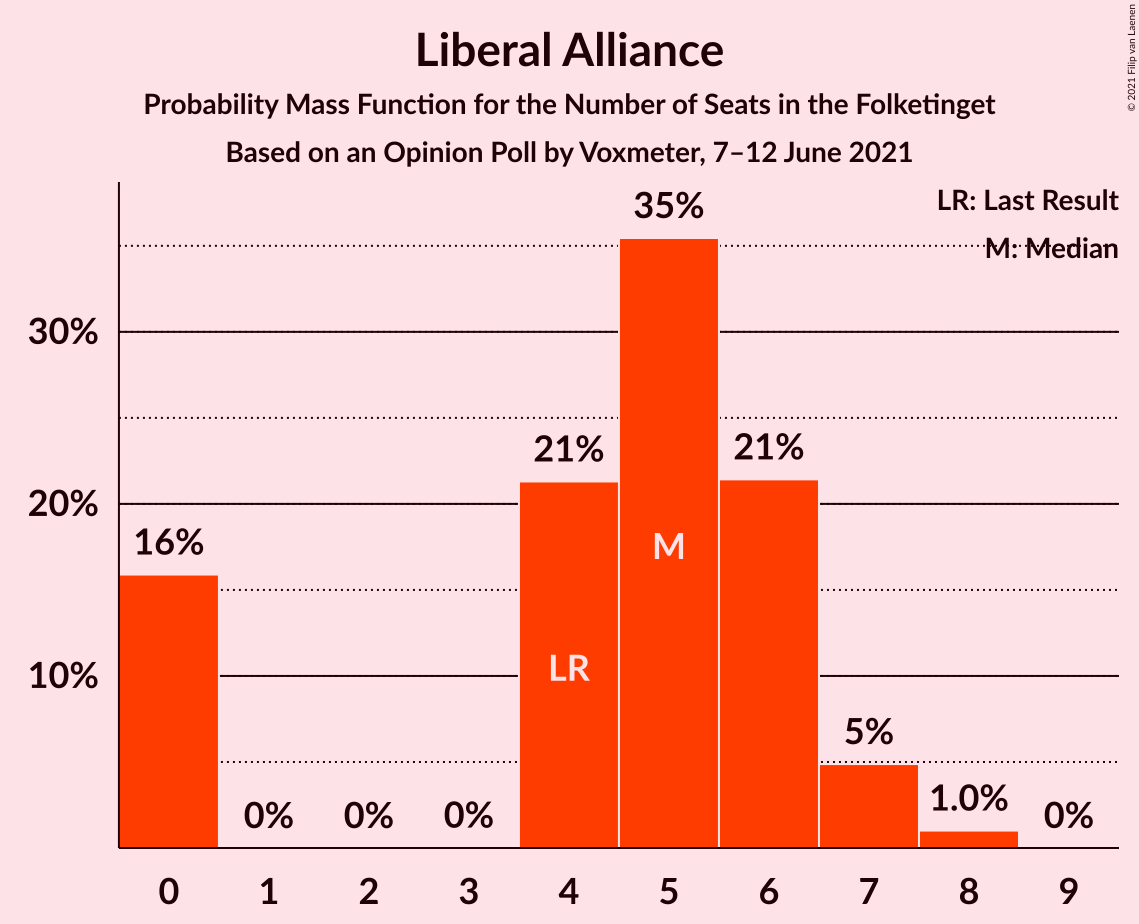 Liberal Alliance
Probability Mass Function for the Number of Seats in the Folketinget
Based on an Opinion Poll by Voxmeter, 7–12 June 2021
© 2021 Filip van Laenen
LR: Last Result
M: Median
30%
20%
10%
16%
0%
0%
0%
21%
35%
21%
5%
1.0%
0%
LR
M
0 1 2 3 4 5 6 7 8 9